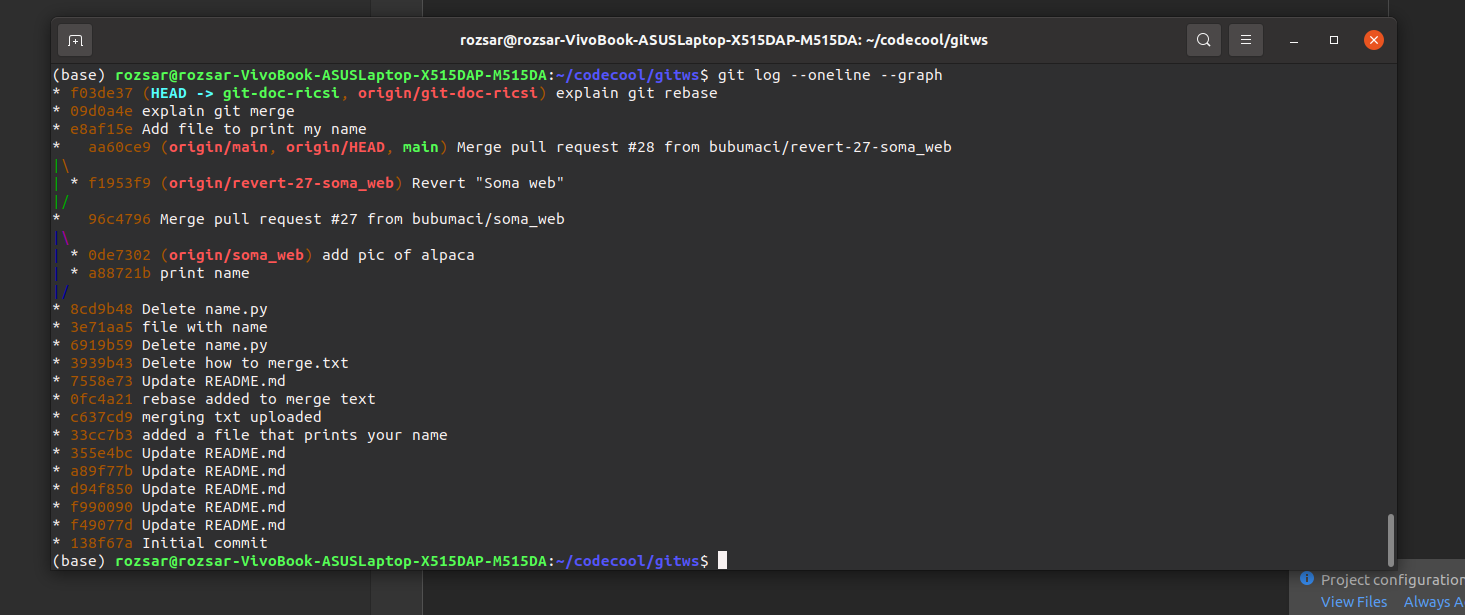 rozsar@rozsar-VivoBook-ASUSLaptop-X515DAP-M515DA: ~/codecool/gitws
(base) rozsar@rozsar-VivoBook-ASUSLaptop-X515DAP-M515DA:~/codecool/gitws$ git log --oneline --graph
* f03de37 (HEAD -> git-doc-ricsi, origin/git-doc-ricsi) explain git rebase
* 09d0a4e explain git merge
* e8af15e Add file to print my name
*   aa60ce9 (origin/main, origin/HEAD, main) Merge pull request #28 from bubumaci/revert-27-soma_web
|\
| * f1953f9 (origin/revert-27-soma_web) Revert "Soma web"
|/
*   96c4796 Merge pull request #27 from bubumaci/soma_web
|\
| * 0de7302 (origin/soma_web) add pic of alpaca
| * a88721b print name
|/
* 8cd9b48 Delete name.py
* 3e71aa5 file with name
* 6919b59 Delete name.py
* 3939b43 Delete how to merge.txt
* 7558e73 Update README.md
* 0fc4a21 rebase added to merge text
* c637cd9 merging txt uploaded
* 33cc7b3 added a file that prints your name
* 355e4bc Update README.md
* a89f77b Update README.md
* d94f850 Update README.md
* f990090 Update README.md
* f49077d Update README.md
* 138f67a Initial commit
(base) rozsar@rozsar-VivoBook-ASUSLaptop-X515DAP-M515DA:~/codecool/gitws$
Project configuration
View Files Always A